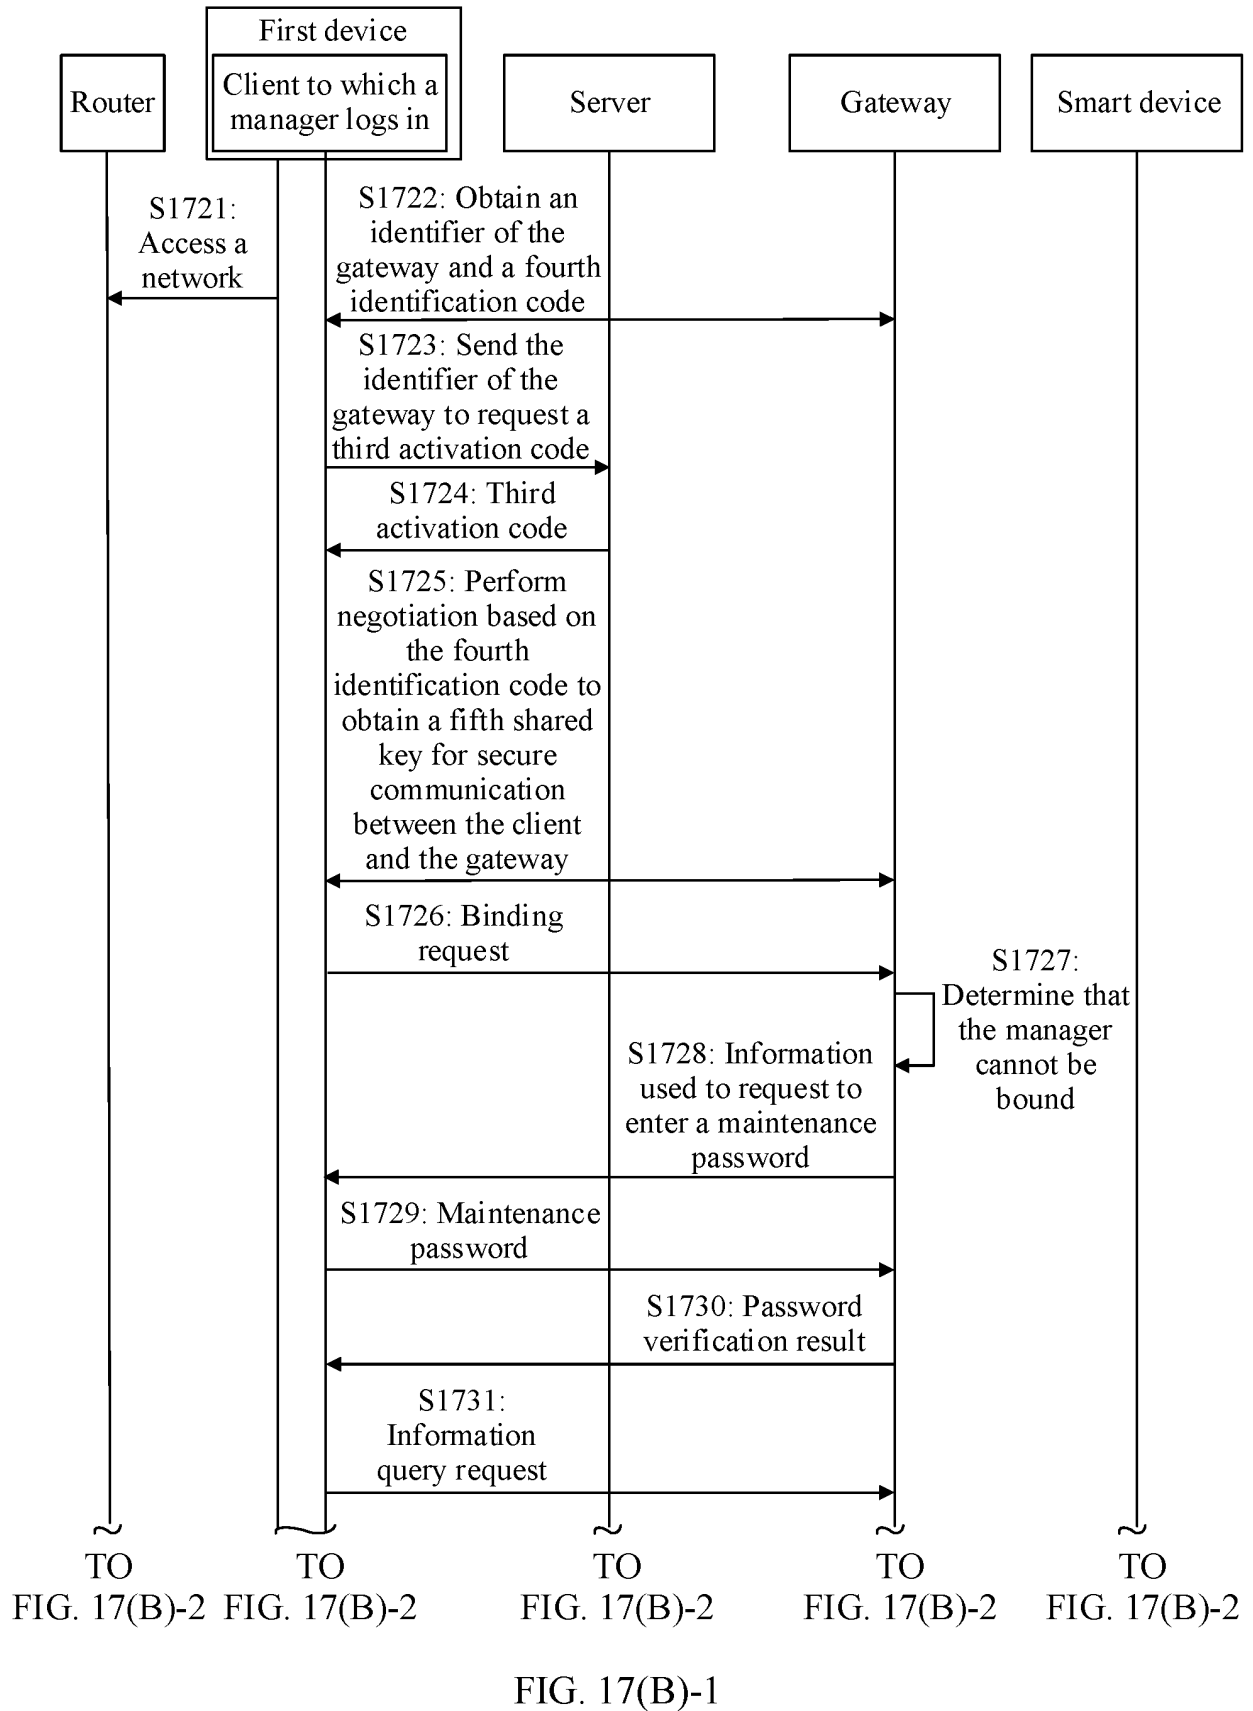 First device
Router
Client to which a
manager logs in
Server
Gateway
Smart device
S1721:
Access a
network
S1722: Obtain an
identifier of the
gateway and a fourth
identification code
S1723: Send the
identifier of the
gateway to request a
third activation code
S1724: Third
activation code
S1725: Perform
negotiation based on
the fourth
identification code to
obtain a fifth shared
key for secure
communication
between the client
and the gateway
S1726: Binding
request
S1727:
Determine that
the manager
cannot be
bound
S1728: Information
used to request to
enter a maintenance
password
S1729: Maintenance
password
S1730: Password
verification result
S1731:
Information
query request
TO
FIG. 17(B)-2
TO
FIG. 17(B)-2
TO
FIG. 17(B)-2
TO
FIG. 17(B)-2
TO
FIG. 17(B)-2
FIG. 17(B)-1